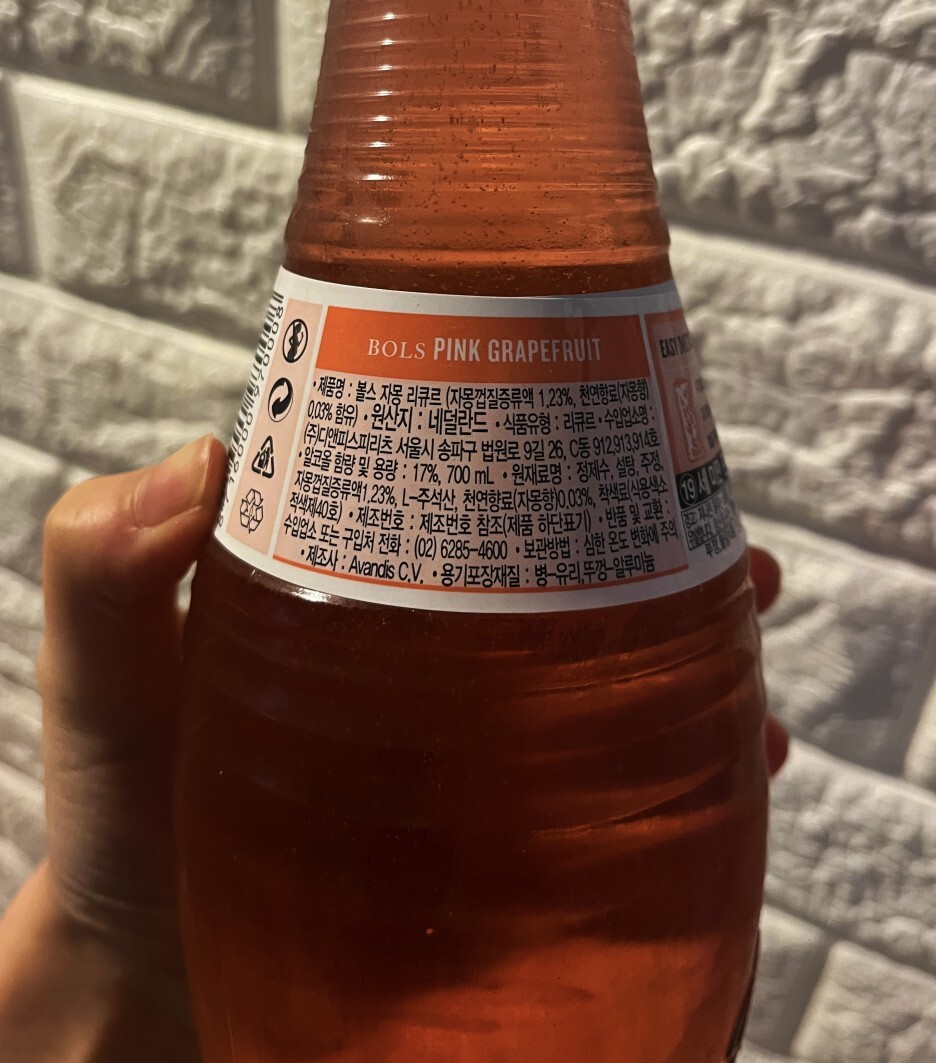 BOLS PINK GRAPEFRUIT
• 제품명 : 볼스 자몽 리큐르 (자몽껍질증류액 1.23%, 천연향료(자몽향)
0.03% 함유) • 원산지 : 네덜란드 • 식품유형 : 리큐르 • 수입업소명 :
(주)디앤피스피리츠 서울시 송파구 법원로 9길 26, C동 912,913,914호
• 알코올 함량 및 용량 : 17%, 700 mL • 원재료명 : 정제수, 설탕, 주정,
자몽껍질증류액1.23%, L-주석산, 천연향료(자몽향)0.03%, 착색료(식용색소
적색제40호) • 제조번호 : 제조번호 참조(제품 하단표기) • 반품 및 교환 :
수입업소 또는 구입처 전화 : (02) 6285-4600 • 보관방법 : 심한 온도 변화에 주의
• 제조사 : Avandis C.V. • 용기포장재질 : 병-유리,뚜껑-알루미늄
EASY
19세